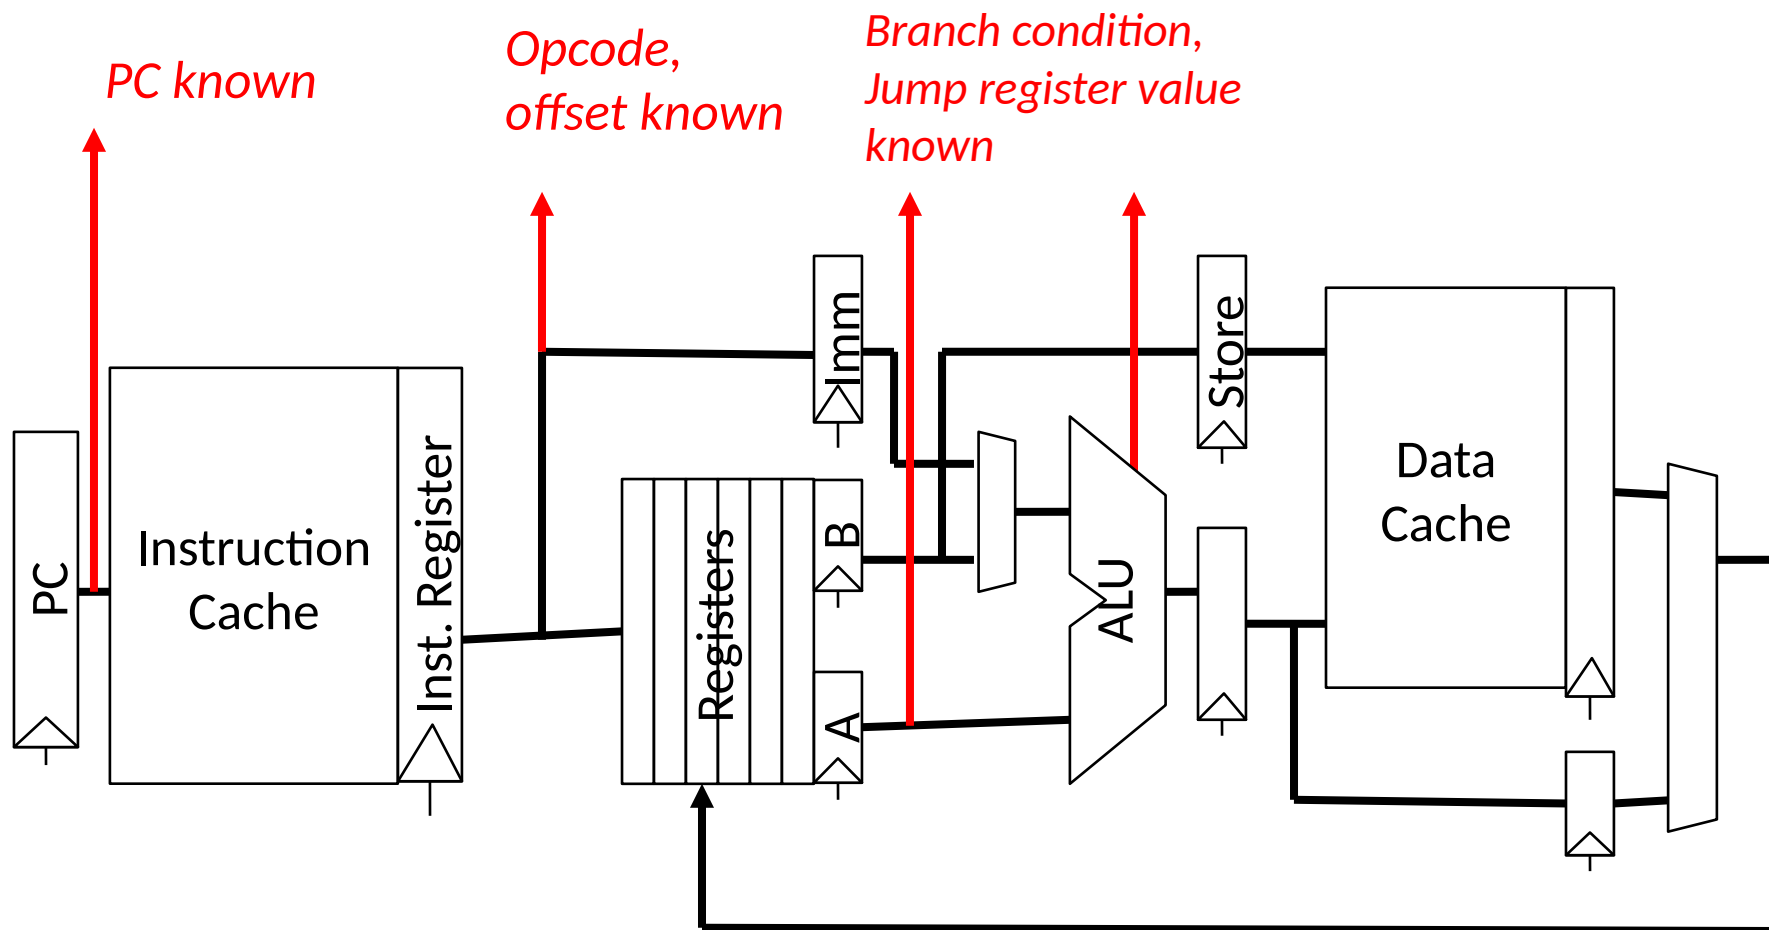 PC known
Opcode,
offset known
Branch condition,
Jump register value
known
PC
Instruction
Cache
Inst. Register
Registers
Imm
B
A
ALU
Store
Data
Cache